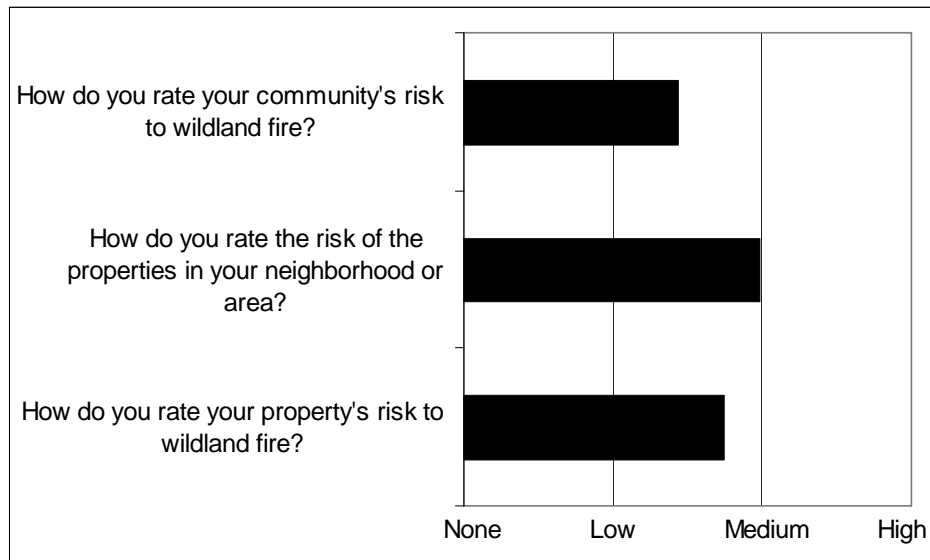 How do you rate your community's risk
to wildland fire?
How do you rate the risk of the
properties in your neighborhood or
area?
How do you rate your property's risk to
wildland fire?
None Low Medium High